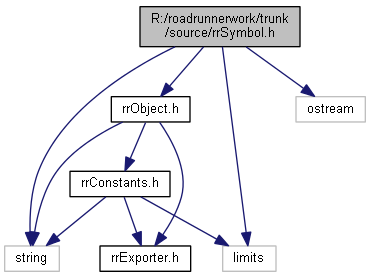 R:/roadrunnerwork/trunk
/source/rrSymbol.h
rrObject.h
ostream
rrConstants.h
string
rrExporter.h
limits